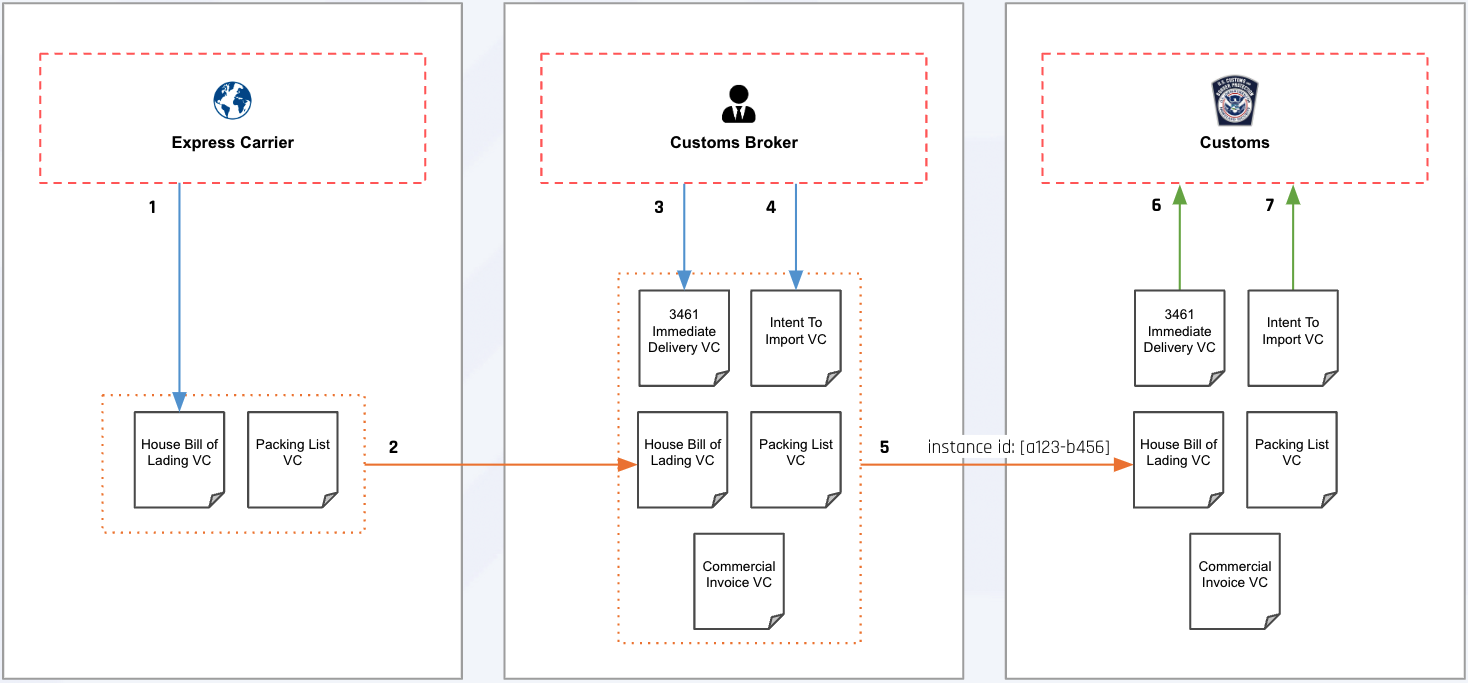 Express Carrier
1
House Bill of
Lading VC
Packing List
VC
2
Customs Broker
3
4
3461
Immediate
Delivery VC
Intent To
Import VC
House Bill of
Lading VC
Packing List
VC
Commercial
Invoice VC
5
instance id: [a123-b456]
Customs
6
7
3461
Immediate
Delivery VC
Intent To
Import VC
House Bill of
Lading VC
Packing List
VC
Commercial
Invoice VC